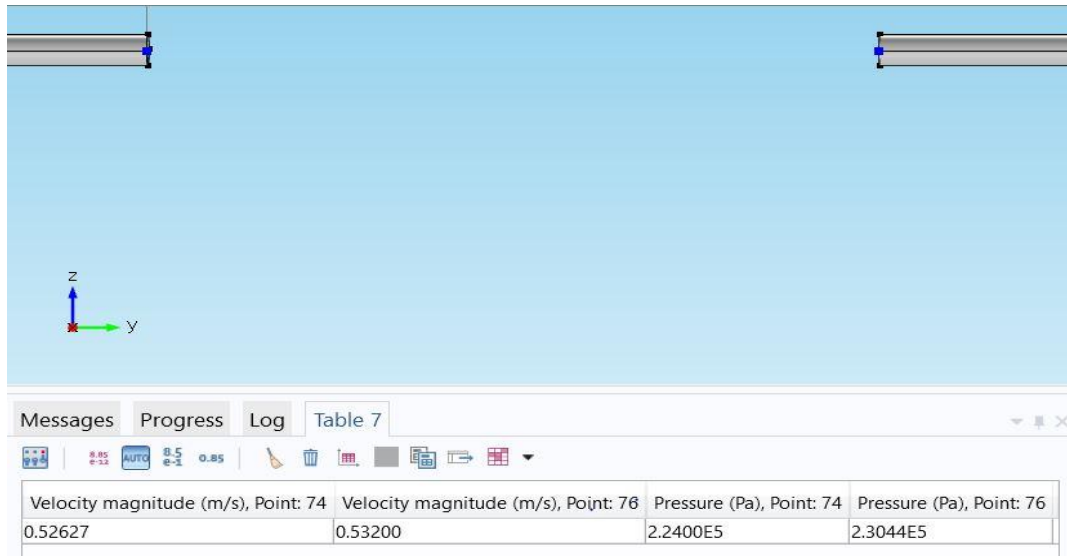 z
y
Messages Progress Log Table 7
8.85 e-12 AUTO 8.5 e-1 0.85
Velocity magnitude (m/s), Point: 74 Velocity magnitude (m/s), Point: 76 Pressure (Pa), Point: 74 Pressure (Pa), Point: 76
0.52627 0.53200 2.2400E5 2.3044E5